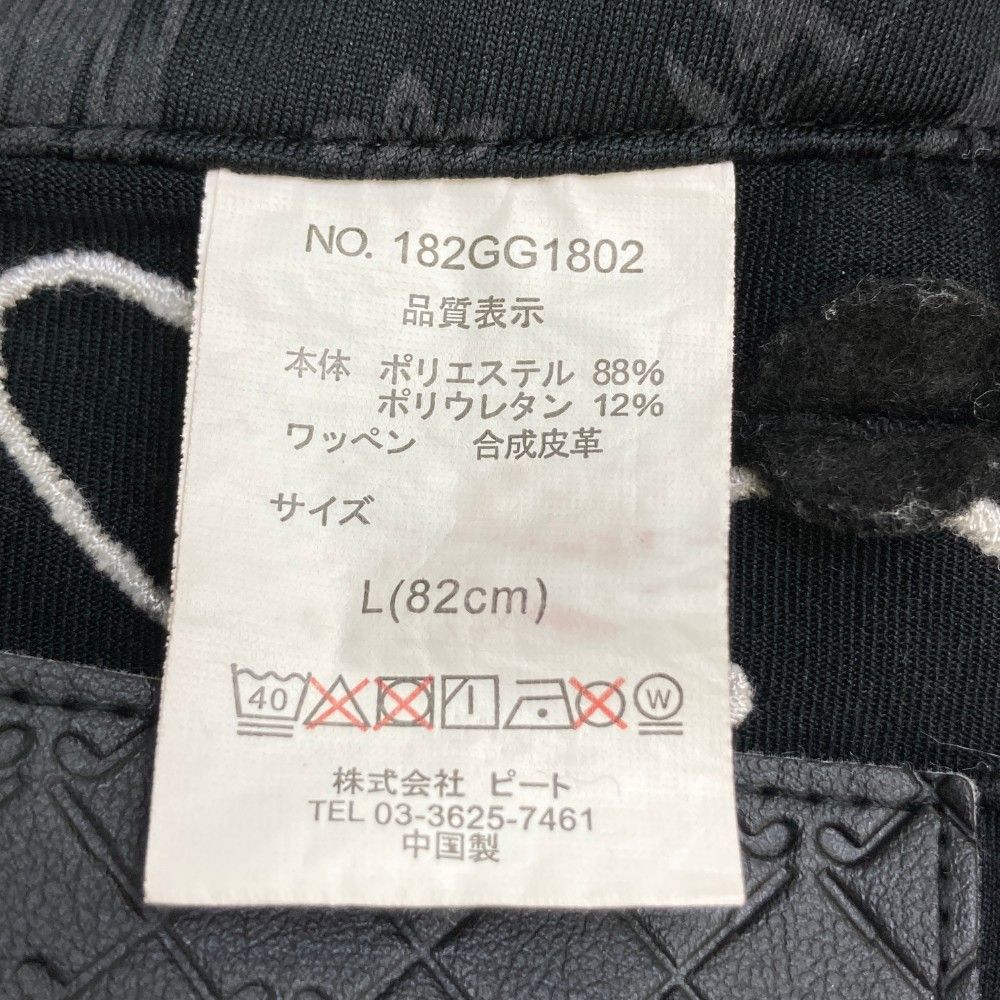 NO. 182GG1802
品質表示
本体 ポリエステル 88%
ポリウレタン 12%
ワッペン 合成皮革
サイズ
L(82cm)
40 W
株式会社 ピート
TEL 03-3625-7461
中国製